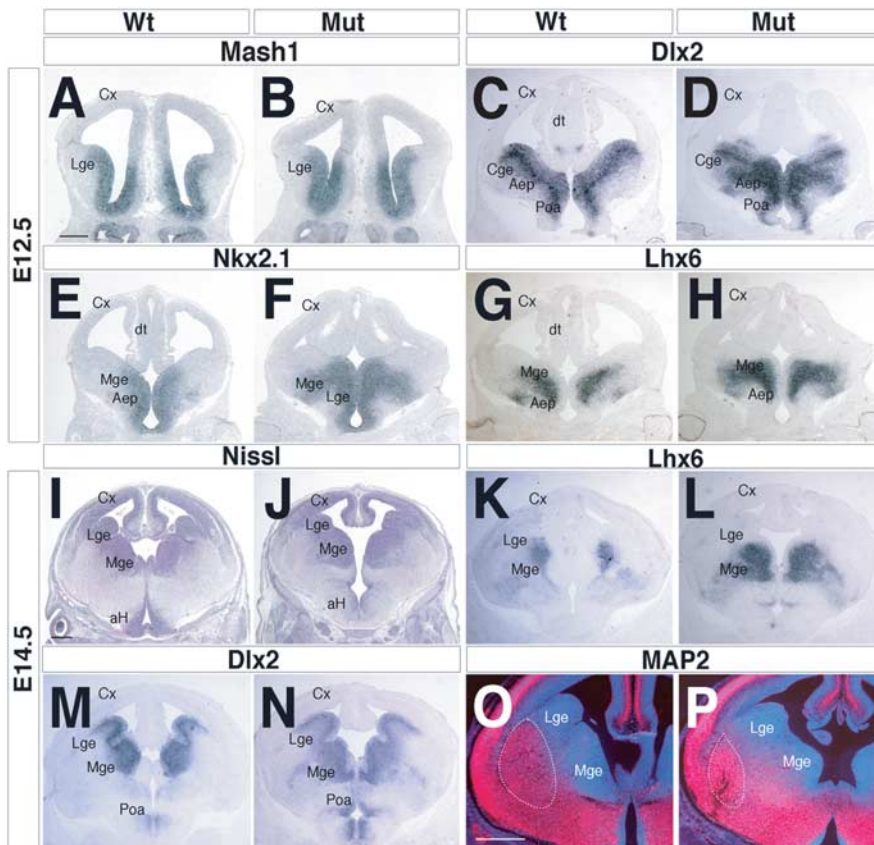 Wt Mut Wt Mut
Mash1 Dlx2
E12.5
A Cx Lge
B Cx Lge
C Cx dt Cge Aep Poa
D Cx Cge Aep Poa
Nkx2.1 Lhx6
E Cx dt Mge Aep
F Cx Mge Lge
G Cx dt Mge Aep
H Cx Mge Aep
Nissl Lhx6
E14.5
I Cx Lge Mge aH
J Cx Lge Mge aH
K Cx Lge Mge
L Cx Lge Mge
Dlx2 MAP2
M Cx Lge Mge Poa
N Cx Lge Mge Poa
O Lge Mge
P Lge Mge